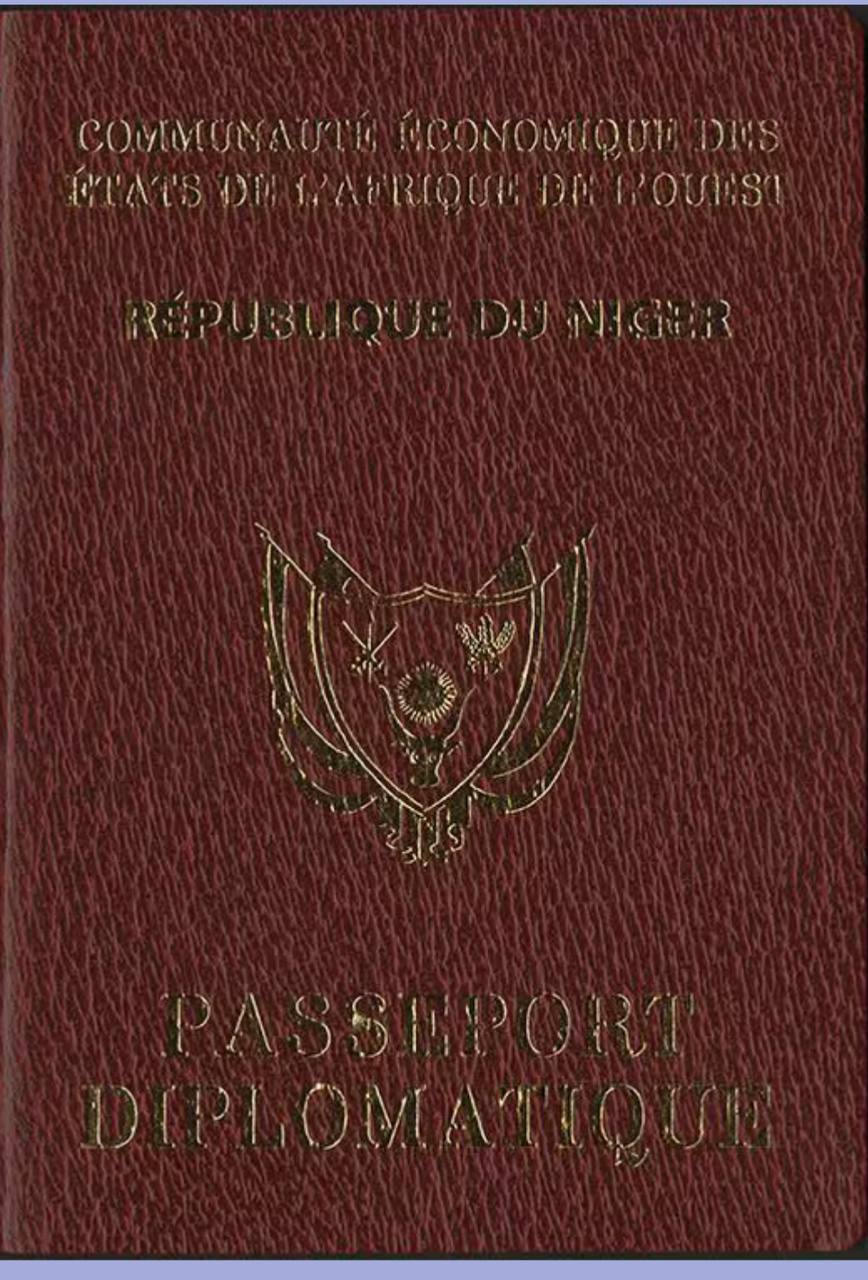 COMMUNAUTÉ ÉCONOMIQUE DES
ÉTATS DE L'AFRIQUE DE L'OUEST
RÉPUBLIQUE DU NIGER
PASSEPORT
DIPLOMATIQUE